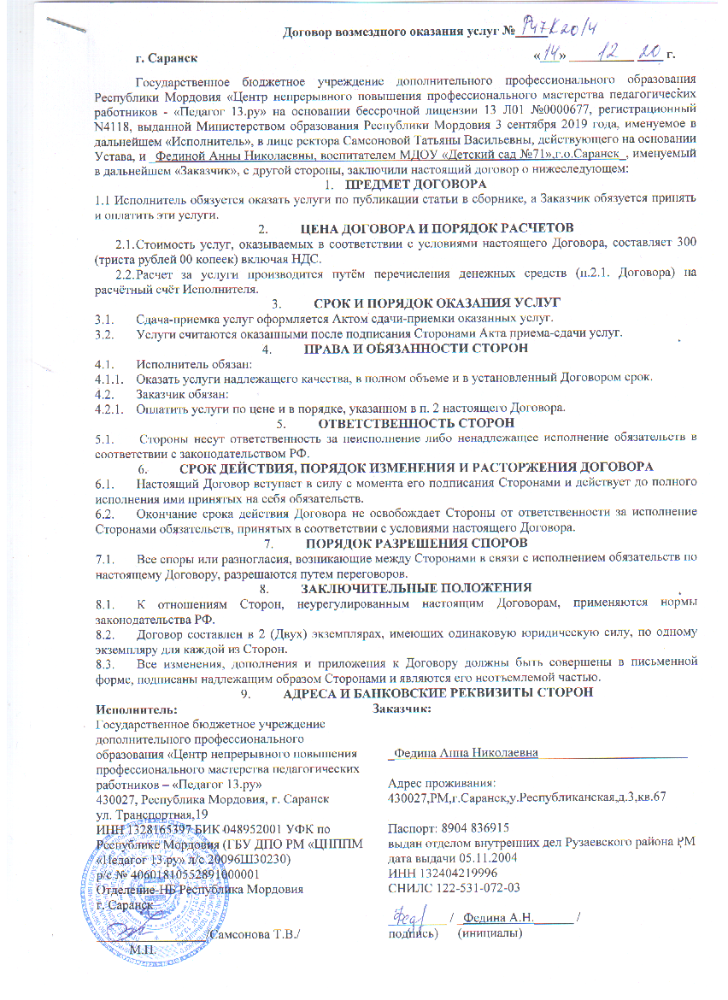 Договор возмездного оказания услуг №
г. Саранск «14» 12 20 г.
Государственное бюджетное учреждение дополнительного профессионального образования
Республики Мордовия «Центр непрерывного повышения профессионального мастерства педагогических
работников - «Педагог 13.ру» на основании бессрочной лицензии 13 Л01 №0000677, регистрационный
N4118, выданной Министерством образования Республики Мордовия 3 сентября 2019 года, именуемое в
дальнейшем «Исполнитель», в лице ректора Самсоновой Татьяны Васильевны, действующего на основании
Устава, и _Фединой Анны Николаевны, воспитателем МДОУ «Детский сад №71»,г.о.Саранск_, именуемый
в дальнейшем «Заказчик», с другой стороны, заключили настоящий договор о нижеследующем:
1. ПРЕДМЕТ ДОГОВОРА
1.1 Исполнитель обязуется оказать услуги по публикации статьи в сборнике, а Заказчик обязуется принять
и оплатить эти услуги.
2. ЦЕНА ДОГОВОРА И ПОРЯДОК РАСЧЕТОВ
2.1.Стоимость услуг, оказываемых в соответствии с условиями настоящего Договора, составляет 300
(триста рублей 00 копеек) включая НДС.
2.2.Расчет за услуги производится путём перечисления денежных средств (п.2.1. Договора) на
расчётный счёт Исполнителя.
3. СРОК И ПОРЯДОК ОКАЗАНИЯ УСЛУГ
3.1. Сдача-приемка услуг оформляется Актом сдачи-приемки оказанных услуг.
3.2. Услуги считаются оказанными после подписания Сторонами Акта приема-сдачи услуг.
4. ПРАВА И ОБЯЗАННОСТИ СТОРОН
4.1. Исполнитель обязан:
4.1.1. Оказать услуги надлежащего качества, в полном объеме и в установленный Договором срок.
4.2. Заказчик обязан:
4.2.1. Оплатить услуги по цене и в порядке, указанном в п. 2 настоящего Договора.
5. ОТВЕТСТВЕННОСТЬ СТОРОН
5.1. Стороны несут ответственность за неисполнение либо ненадлежащее исполнение обязательств в
соответствии с законодательством РФ.
6. СРОК ДЕЙСТВИЯ, ПОРЯДОК ИЗМЕНЕНИЯ И РАСТОРЖЕНИЯ ДОГОВОРА
6.1. Настоящий Договор вступает в силу с момента его подписания Сторонами и действует до полного
исполнения ими принятых на себя обязательств.
6.2. Окончание срока действия Договора не освобождает Стороны от ответственности за исполнение
Сторонами обязательств, принятых в соответствии с условиями настоящего Договора.
7. ПОРЯДОК РАЗРЕШЕНИЯ СПОРОВ
7.1. Все споры или разногласия, возникающие между Сторонами в связи с исполнением обязательств по
настоящему Договору, разрешаются путем переговоров.
8. ЗАКЛЮЧИТЕЛЬНЫЕ ПОЛОЖЕНИЯ
8.1. К отношениям Сторон, неурегулированным настоящим Договорам, применяются нормы
законодательства РФ.
8.2. Договор составлен в 2 (Двух) экземплярах, имеющих одинаковую юридическую силу, по одному
экземпляру для каждой из Сторон.
8.3. Все изменения, дополнения и приложения к Договору должны быть совершены в письменной
форме, подписаны надлежащим образом Сторонами и являются его неотъемлемой частью.
9. АДРЕСА И БАНКОВСКИЕ РЕКВИЗИТЫ СТОРОН
Исполнитель:
Государственное бюджетное учреждение
дополнительного профессионального
образования «Центр непрерывного повышения
профессионального мастерства педагогических
работников – «Педагог 13.ру»
430027, Республика Мордовия, г. Саранск
ул. Транспортная,19
ИНН 1328165397 БИК 048952001 УФК по
Республике Мордовия (ГБУ ДПО РМ «ЦНППМ
«Педагог 13.ру» л/с 20096Ш30230)
р/с № 40601810552891000001
Отделение-НБ Республика Мордовия
г. Саранск
/Самсонова Т.В./
М.П.
Заказчик:
_Федина Анна Николаевна
Адрес проживания:
430027,РМ,г.Саранск,у.Республиканская,д.3,кв.67
Паспорт: 8904 836915
выдан отделом внутренних дел Рузаевского района РМ
дата выдачи 05.11.2004
ИНН 132404219996
СНИЛС 122-531-072-03
/ _Федина А.Н. /
подпись) (инициалы)